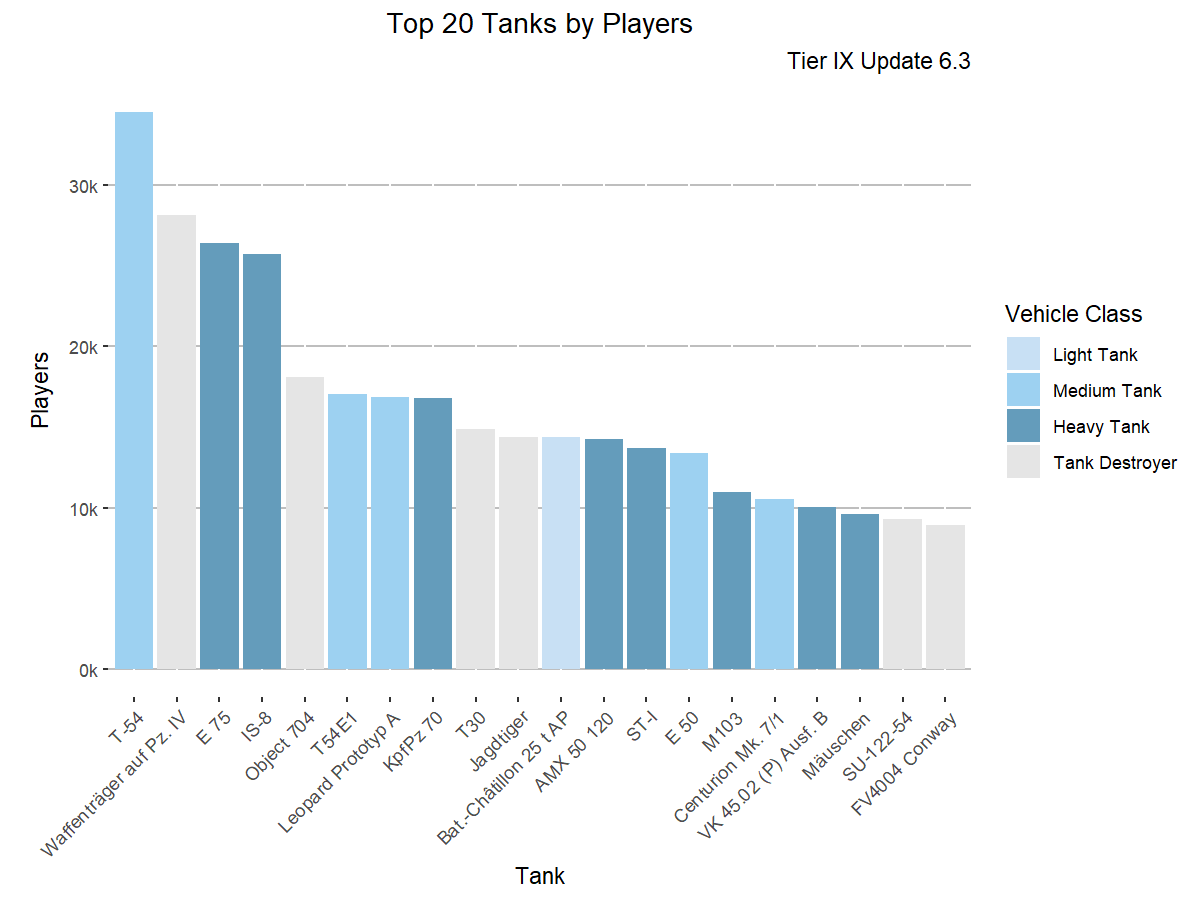 Top 20 Tanks by Players
Tier IX Update 6.3
Players
30k
20k
10k
0k
T-54
Waffenträger auf Pz. IV
E 75
IS-8
Object 704
T54E1
Leopard Prototyp A
KpfPz 70
T30
Jagdtiger
Bat.-Châtillon 25 t AP
AMX 50 120
ST-I
E 50
M103
Centurion Mk. 7/1
VK 45.02 (P) Ausf. B
Mäuschen
SU-122-54
FV4004 Conway
Tank
Vehicle Class
Light Tank
Medium Tank
Heavy Tank
Tank Destroyer